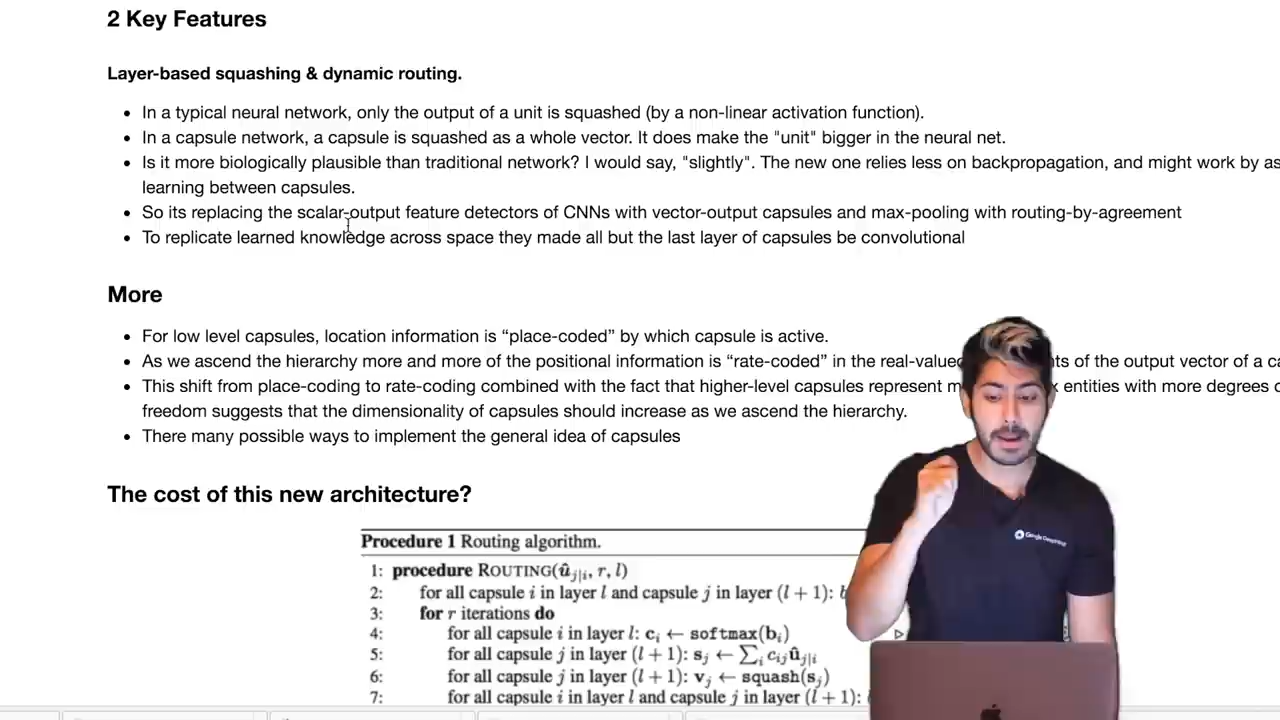 2 Key Features
Layer-based squashing & dynamic routing.
In a typical neural network, only the output of a unit is squashed (by a non-linear activation function).
In a capsule network, a capsule is squashed as a whole vector. It does make the "unit" bigger in the neural net.
Is it more biologically plausible than traditional network? I would say, "slightly". The new one relies less on backpropagation, and might work by as
learning between capsules.
So its replacing the scalar-output feature detectors of CNNs with vector-output capsules and max-pooling with routing-by-agreement
To replicate learned knowledge across space they made all but the last layer of capsules be convolutional
More
For low level capsules, location information is “place-coded” by which capsule is active.
As we ascend the hierarchy more and more of the positional information is “rate-coded” in the real-valued of the output vector of a
This shift from place-coding to rate-coding combined with the fact that higher-level capsules represent entities with more degrees
freedom suggests that the dimensionality of capsules should increase as we ascend the hierarchy.
There many possible ways to implement the general idea of capsules
The cost of this new architecture?
Procedure 1 Routing algorithm.
1: procedure ROUTING(û_{j|i}, r, l)
2: for all capsule i in layer l and capsule j in layer (l + 1):
3: for r iterations do
4: for all capsule i in layer l: c_i ← softmax(b_i)
5: for all capsule j in layer (l + 1): s_j ← ∑_i c_{ij}û_{j|i}
6: for all capsule j in layer (l + 1): v_j ← squash(s_j)
7: for all capsule i in layer l and capsule j in layer (l + 1):
Google DeepMind